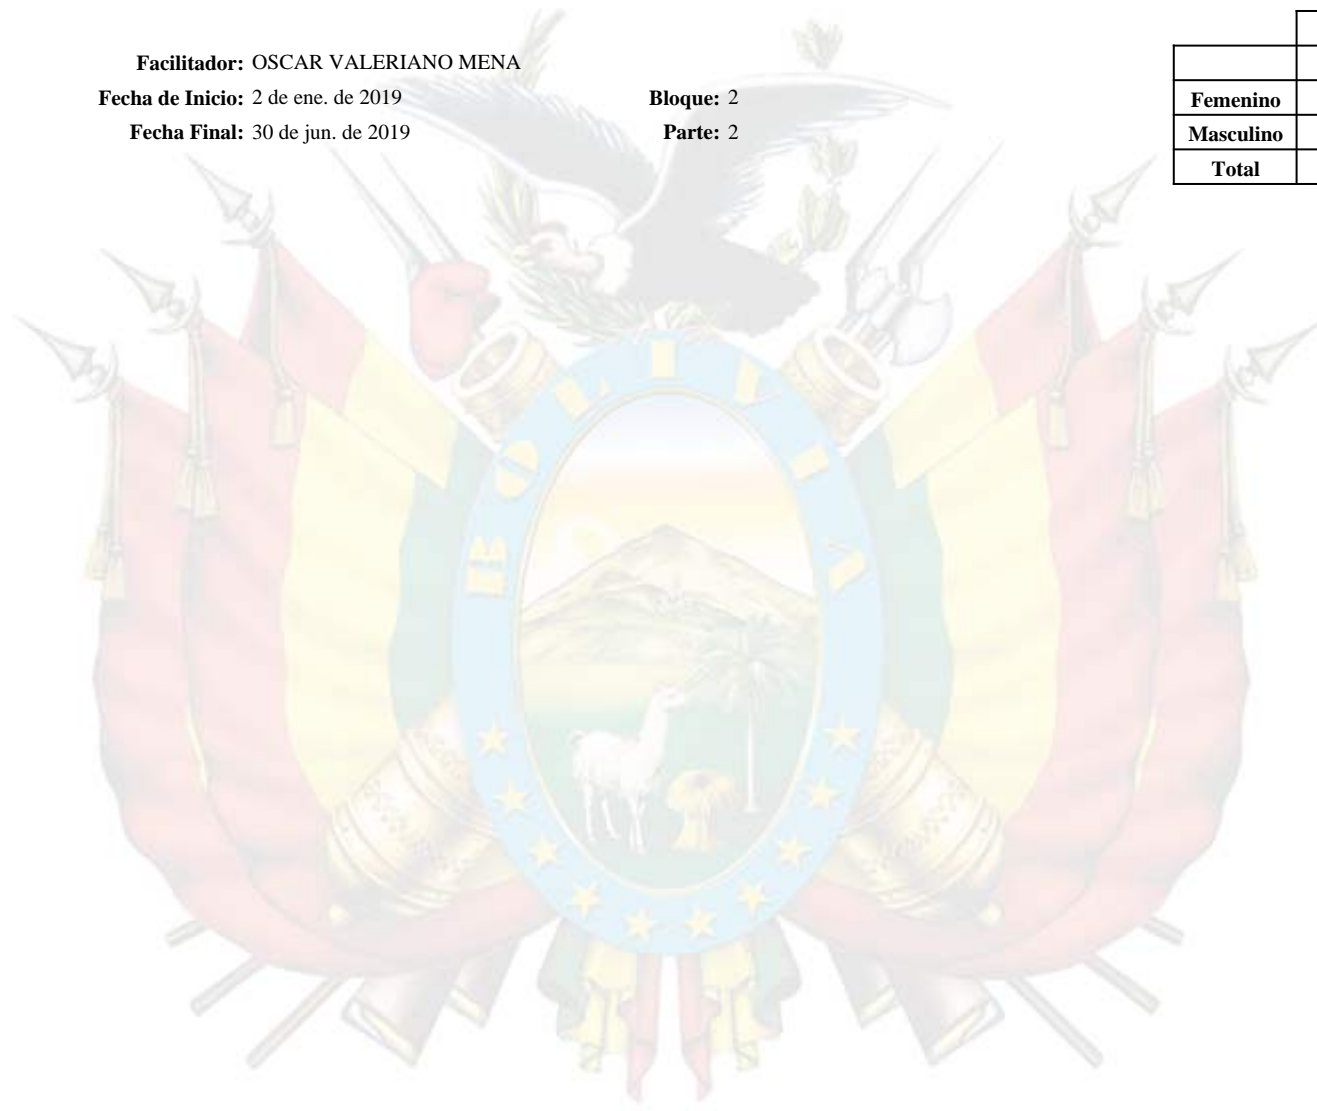 Facilitador: OSCAR VALERIANO MENA
Fecha de Inicio: 2 de ene. de 2019 Bloque: 2
Fecha Final: 30 de jun. de 2019 Parte: 2
Femenino
Masculino
Total
BOLIVIA